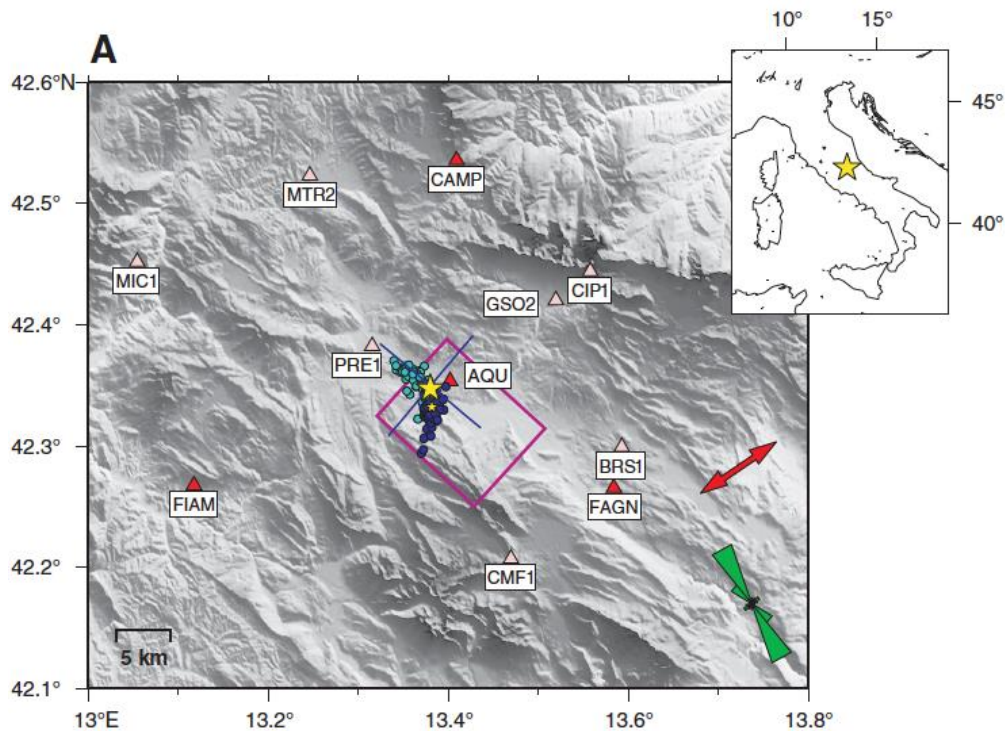 A
10°
15°
45°
40°
42.6°N
42.5°
42.4°
42.3°
42.2°
42.1°
13°E
13.2°
13.4°
13.6°
13.8°
CAMP
MTR2
MIC1
CIP1
GSO2
PRE1
AQU
BRS1
FIAM
FAGN
CMF1
5 km